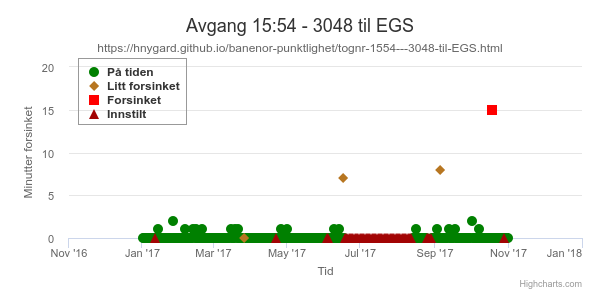 Avgang 15:54 - 3048 til EGS
https://hnygard.github.io/banenor-punktlighet/tognr-1554---3048-til-EGS.html
På tiden
Litt forsinket
Forsinket
Innstilt
Minutter forsinket
20
15
10
5
0
Nov '16
Jan '17
Mar '17
May '17
Jul '17
Sep '17
Nov '17
Jan '18
Tid
Highcharts.com